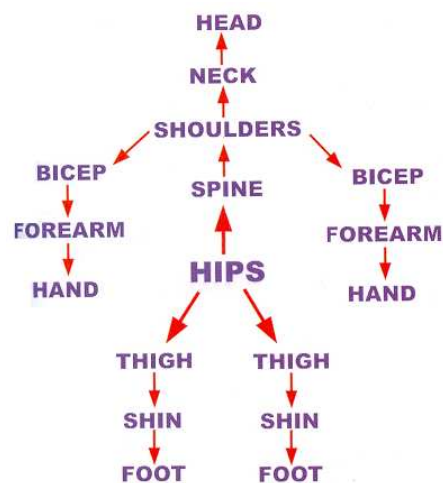 HEAD
NECK
SHOULDERS
BICEP
BICEP
SPINE
FOREARM
FOREARM
HIPS
HAND
HAND
THIGH
THIGH
SHIN
SHIN
FOOT
FOOT